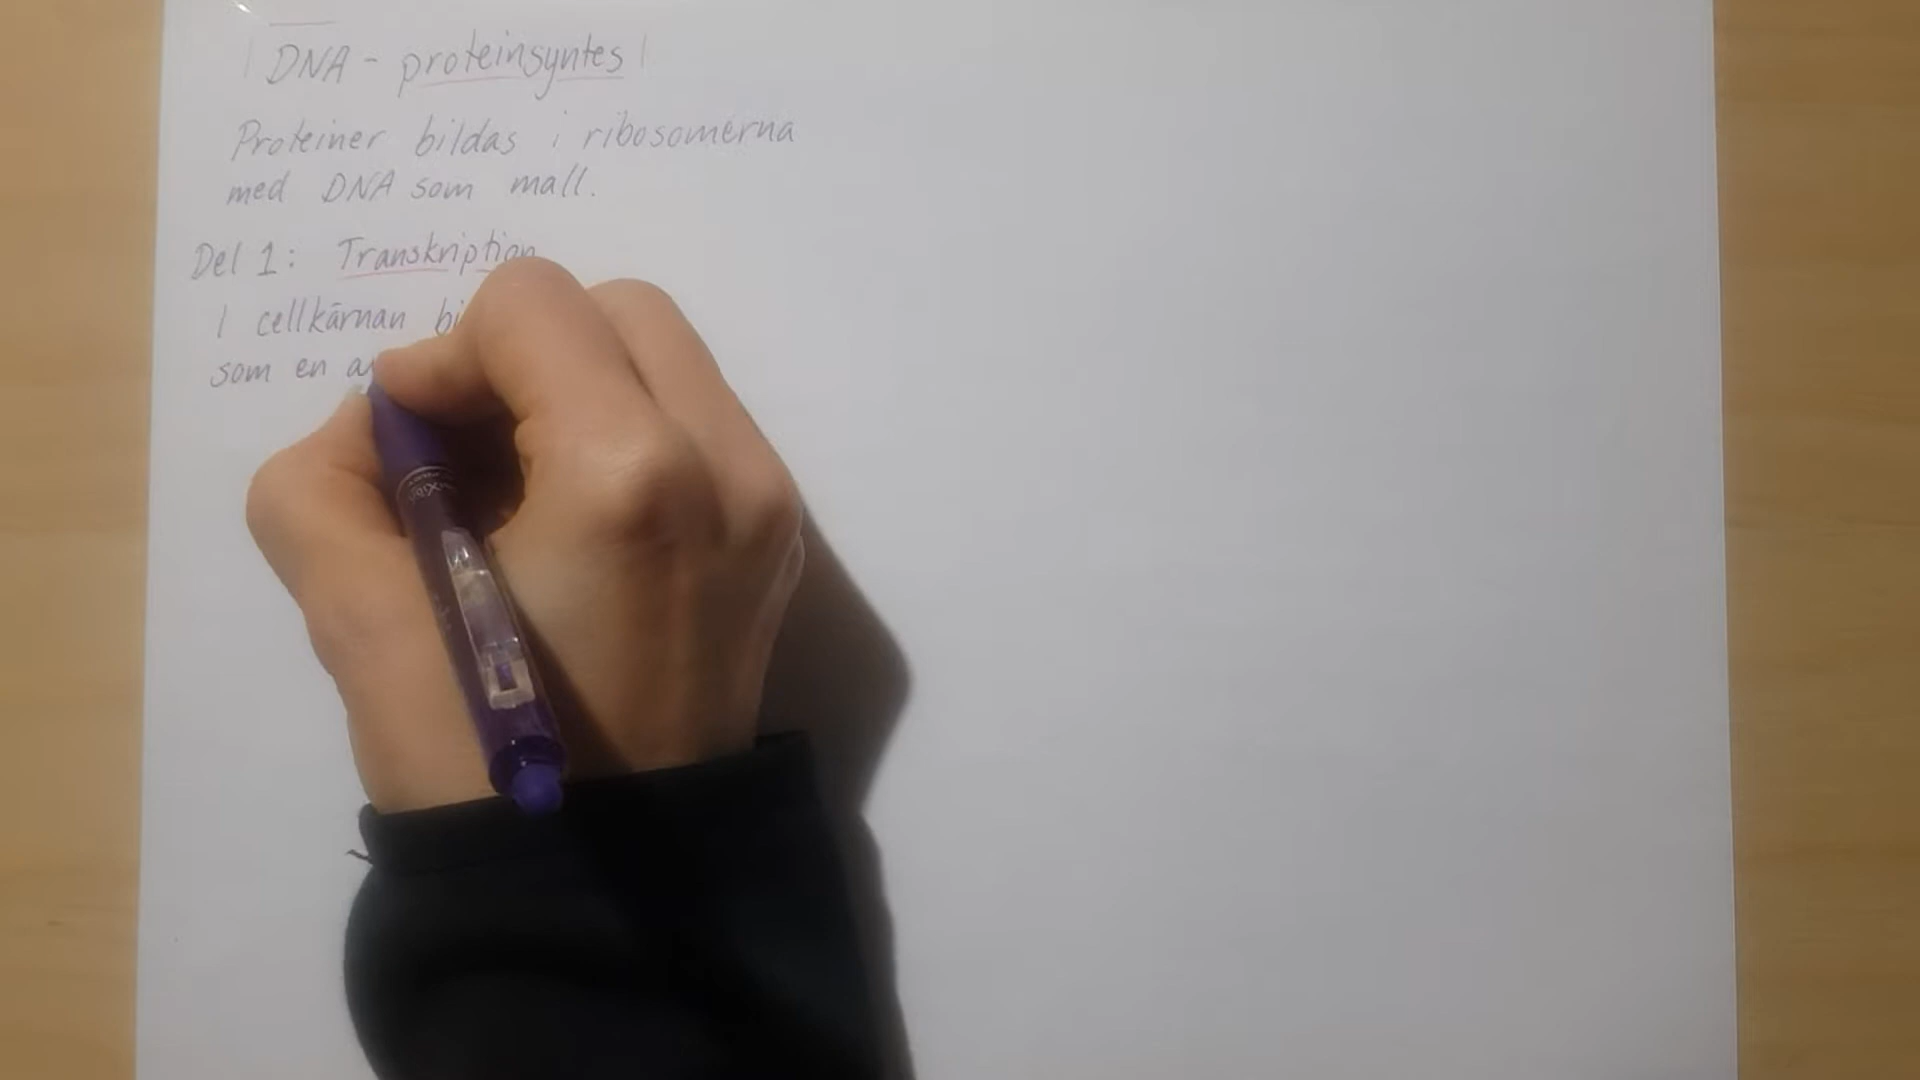 DNA - proteinsyntes
Proteiner bildas i ribosomerna
med DNA som mall.
Del 1: Transkription
I cellkärnan
som en